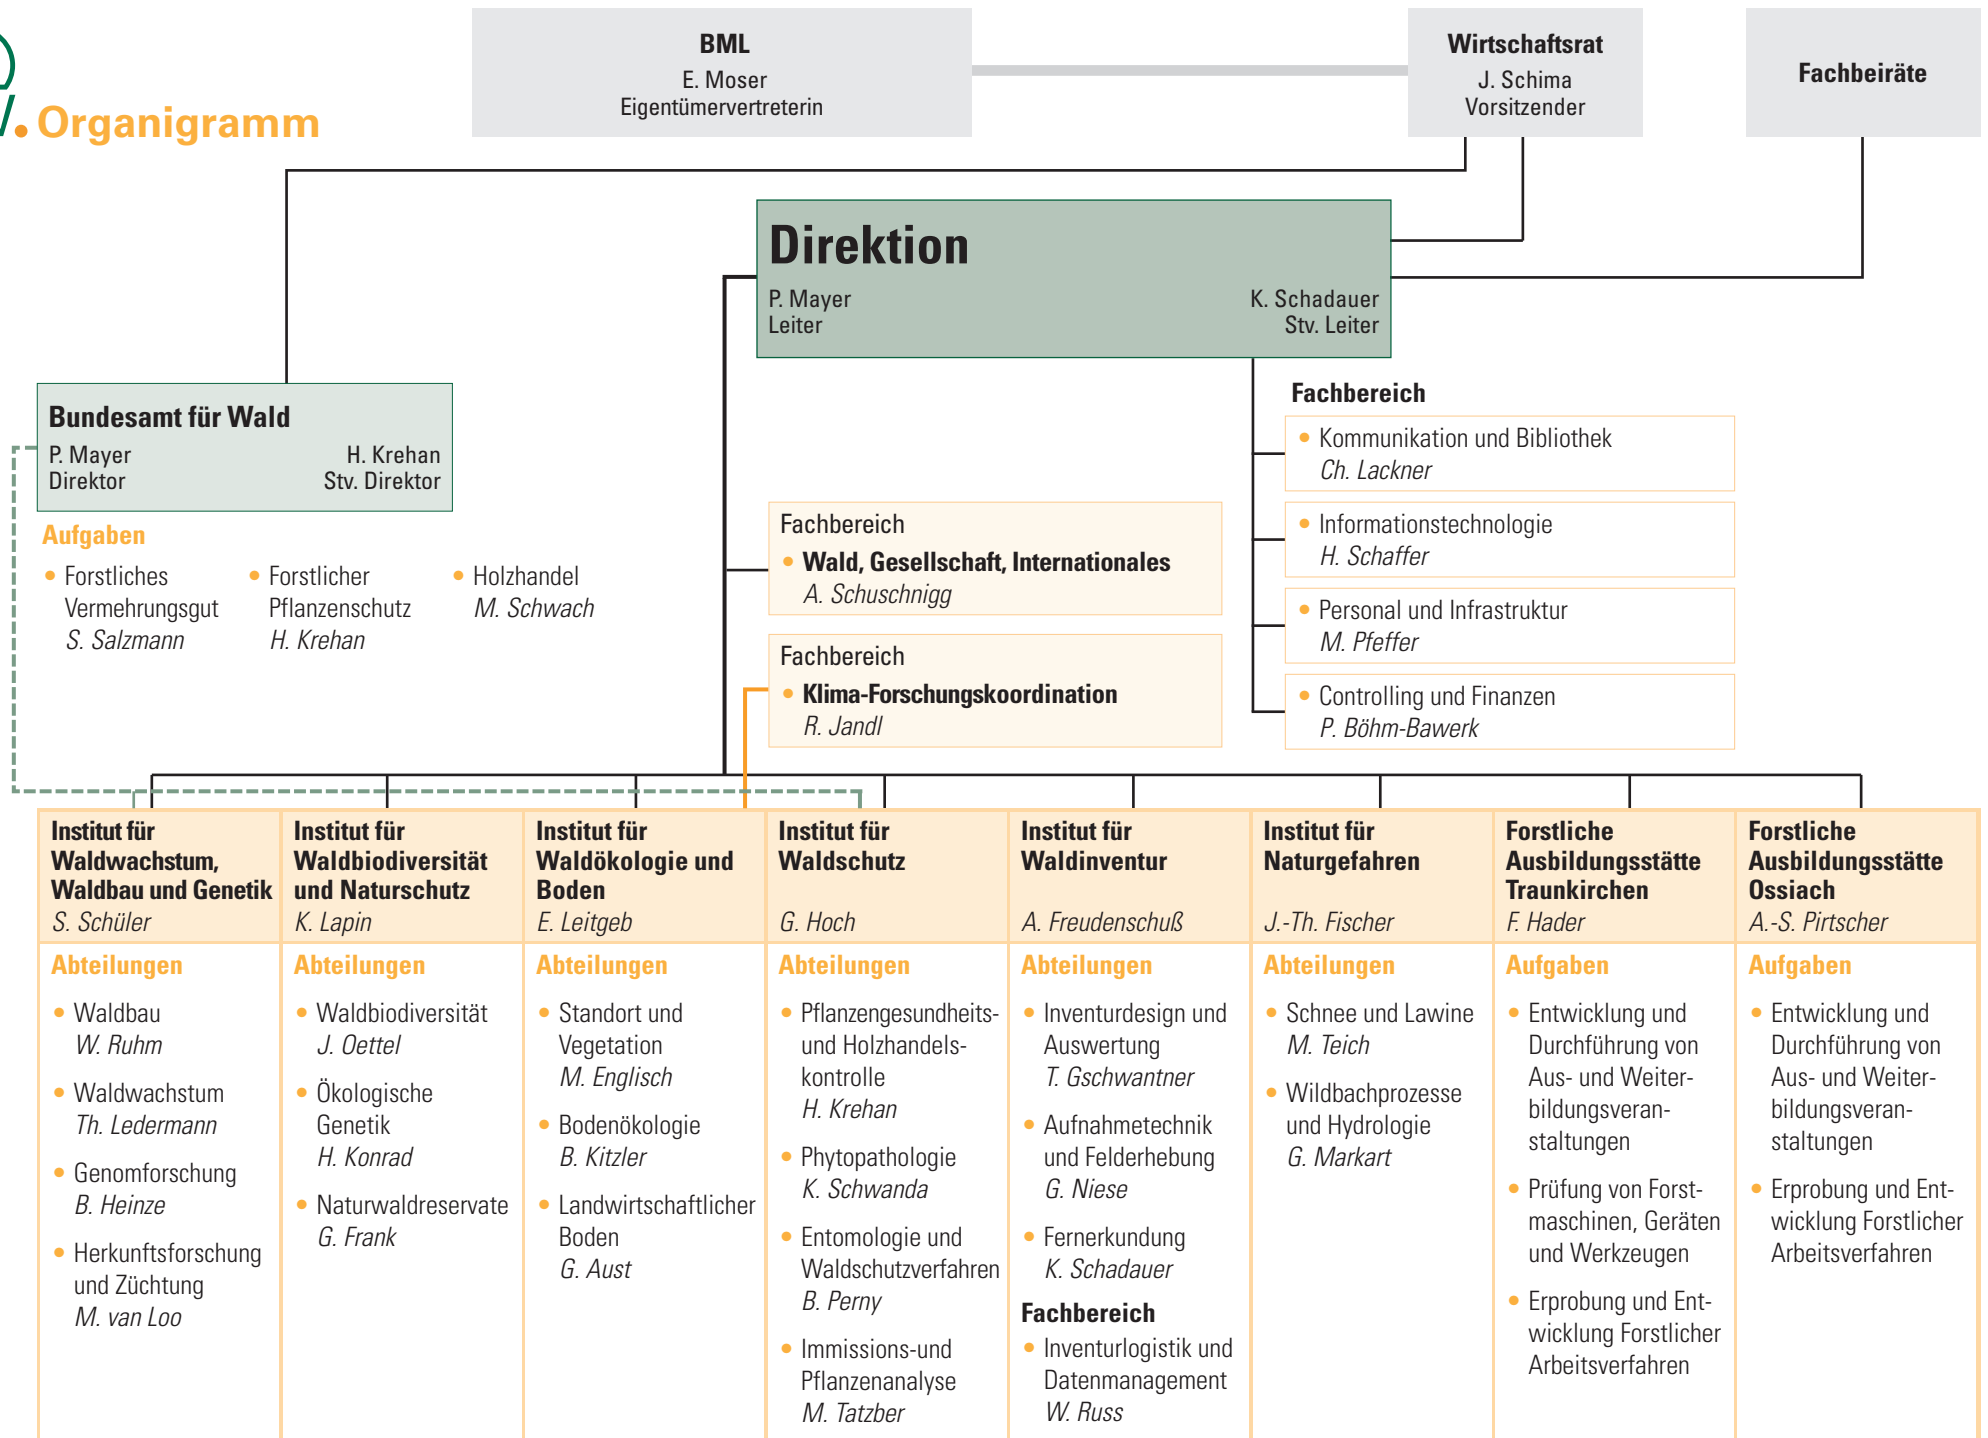 Organigramm
BML
E. Moser
Eigentümervertreterin
Wirtschaftsrat
J. Schima
Vorsitzender
Fachbeiräte
Direktion
P. Mayer
Leiter
K. Schadauer
Stv. Leiter
Bundesamt für Wald
P. Mayer
Direktor
H. Krehan
Stv. Direktor
Aufgaben
Forstliches
Vermehrungsgut
S. Salzmann
Forstlicher
Pflanzenschutz
H. Krehan
Holzhandel
M. Schwach
Fachbereich
Wald, Gesellschaft, Internationales
A. Schuschnigg
Fachbereich
Klima-Forschungskoordination
R. Jandl
Fachbereich
Kommunikation und Bibliothek
Ch. Lackner
Informationstechnologie
H. Schaffer
Personal und Infrastruktur
M. Pfeffer
Controlling und Finanzen
P. Böhm-Bawerk
Institut für
Waldwachstum,
Waldbau und Genetik
S. Schüler
Abteilungen
Waldbau
W. Ruhm
Waldwachstum
Th. Ledermann
Genomforschung
B. Heinze
Herkunftsforschung
und Züchtung
M. van Loo
Institut für
Waldbiodiversität
und Naturschutz
K. Lapin
Abteilungen
Waldbiodiversität
J. Oettel
Ökologische
Genetik
H. Konrad
Naturwaldreservate
G. Frank
Institut für
Waldökologie und
Boden
E. Leitgeb
Abteilungen
Standort und
Vegetation
M. Englisch
Bodenökologie
B. Kitzler
Landwirtschaftlicher
Boden
G. Aust
Institut für
Waldschutz
G. Hoch
Abteilungen
Pflanzengesundheits-
und Holzhandels-
kontrolle
H. Krehan
Phytopathologie
K. Schwanda
Entomologie und
Waldschutzverfahren
B. Perny
Immissions-und
Pflanzenanalyse
M. Tatzber
Institut für
Waldinventur
A. Freudenschuß
Abteilungen
Inventurdesign und
Auswertung
T. Gschwantner
Aufnahmetechnik
und Felderhebung
G. Niese
Fernerkundung
K. Schadauer
Fachbereich
Inventurlogistik und
Datenmanagement
W. Russ
Institut für
Naturgefahren
J.-Th. Fischer
Abteilungen
Schnee und Lawine
M. Teich
Wildbachprozesse
und Hydrologie
G. Markart
Forstliche
Ausbildungsstätte
Traunkirchen
F. Hader
Aufgaben
Entwicklung und
Durchführung von
Aus- und Weiter-
bildungsveran-
staltungen
Prüfung von Forst-
maschinen, Geräten
und Werkzeugen
Erprobung und Ent-
wicklung Forstlicher
Arbeitsverfahren
Forstliche
Ausbildungsstätte
Ossiach
A.-S. Pirtscher
Aufgaben
Entwicklung und
Durchführung von
Aus- und Weiter-
bildungsveran-
staltungen
Erprobung und Ent-
wicklung Forstlicher
Arbeitsverfahren